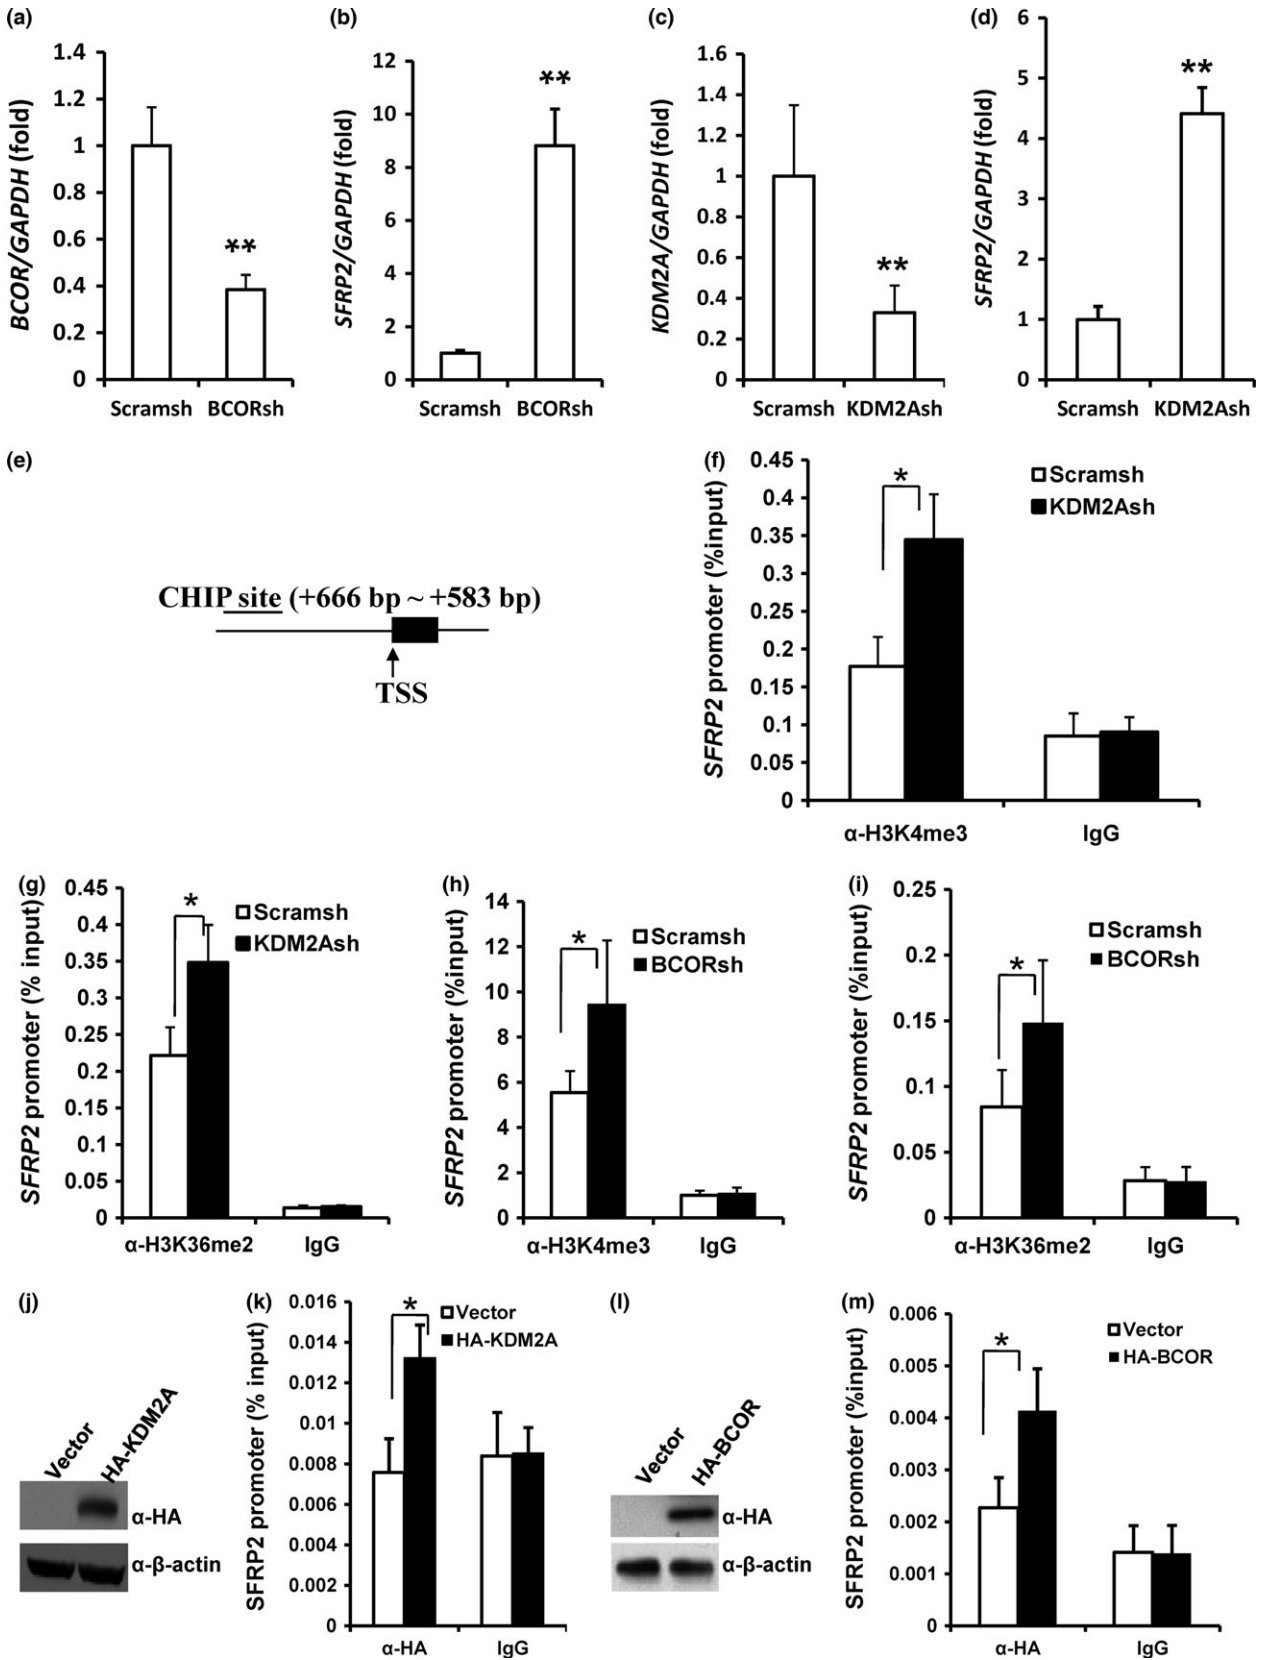 (a)
BCOR/GAPDH (fold)
1.4
1.2
1
0.8
0.6
0.4
0.2
0
**
Scramsh BCORsh
(b)
SFRP2/GAPDH (fold)
12
10
8
6
4
2
0
**
Scramsh BCORsh
(c)
KDM2A/GAPDH (fold)
1.6
1.4
1.2
1
0.8
0.6
0.4
0.2
0
**
Scramsh KDM2Ash
(d)
SFRP2/GAPDH (fold)
6
5
4
3
2
1
0
**
Scramsh KDM2Ash
(e)
CHIP site (+666 bp ~ +583 bp)
TSS
(f)
SFRP2 promoter (%input)
0.45
0.4
0.35
0.3
0.25
0.2
0.15
0.1
0.05
0
*
Scramsh
KDM2Ash
α-H3K4me3 IgG
(g)
SFRP2 promoter (% input)
0.45
0.4
0.35
0.3
0.25
0.2
0.15
0.1
0.05
0
*
Scramsh
KDM2Ash
α-H3K36me2 IgG
(h)
SFRP2 promoter (%input)
14
12
10
8
6
4
2
0
*
Scramsh
BCORsh
α-H3K4me3 IgG
(i)
SFRP2 promoter (%input)
0.25
0.2
0.15
0.1
0.05
0
*
Scramsh
BCORsh
α-H3K36me2 IgG
(j)
Vector
HA-KDM2A
α-HA
α-β-actin
(k)
SFRP2 promoter (% input)
0.016
0.014
0.012
0.01
0.008
0.006
0.004
0.002
0
*
Vector
HA-KDM2A
α-HA IgG
(l)
Vector
HA-BCOR
α-HA
α-β-actin
(m)
SFRP2 promoter (%input)
0.006
0.005
0.004
0.003
0.002
0.001
0
*
Vector
HA-BCOR
α-HA IgG